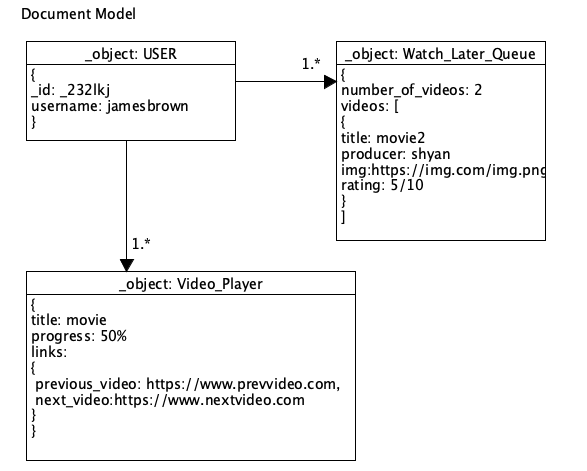 Document Model
_object: USER
{
_id: _232lkj
username: jamesbrown
}
1.*
_object: Watch_Later_Queue
{
number_of_videos: 2
videos: [
{
title: movie2
producer: shyan
img:https://img.com/img.png
rating: 5/10
}
]
1.*
_object: Video_Player
{
title: movie
progress: 50%
links:
{
previous_video: https://www.prevvideo.com,
next_video:https://www.nextvideo.com
}
}